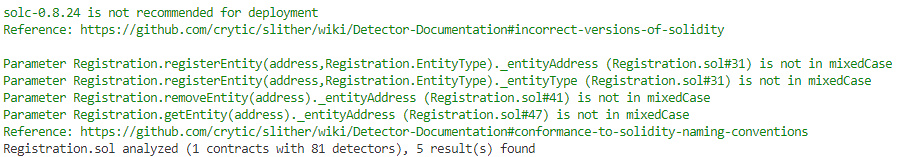 solc-0.8.24 is not recommended for deployment
Reference: https://github.com/crytic/slither/wiki/Detector-Documentation#incorrect-versions-of-solidity
Parameter Registration.registerEntity(address,Registration.EntityType)._entityAddress (Registration.sol#31) is not in mixedCase
Parameter Registration.registerEntity(address,Registration.EntityType)._entityType (Registration.sol#31) is not in mixedCase
Parameter Registration.removeEntity(address)._entityAddress (Registration.sol#41) is not in mixedCase
Parameter Registration.getEntity(address)._entityAddress (Registration.sol#47) is not in mixedCase
Reference: https://github.com/crytic/slither/wiki/Detector-Documentation#conformance-to-solidity-naming-conventions
Registration.sol analyzed (1 contracts with 81 detectors), 5 result(s) found